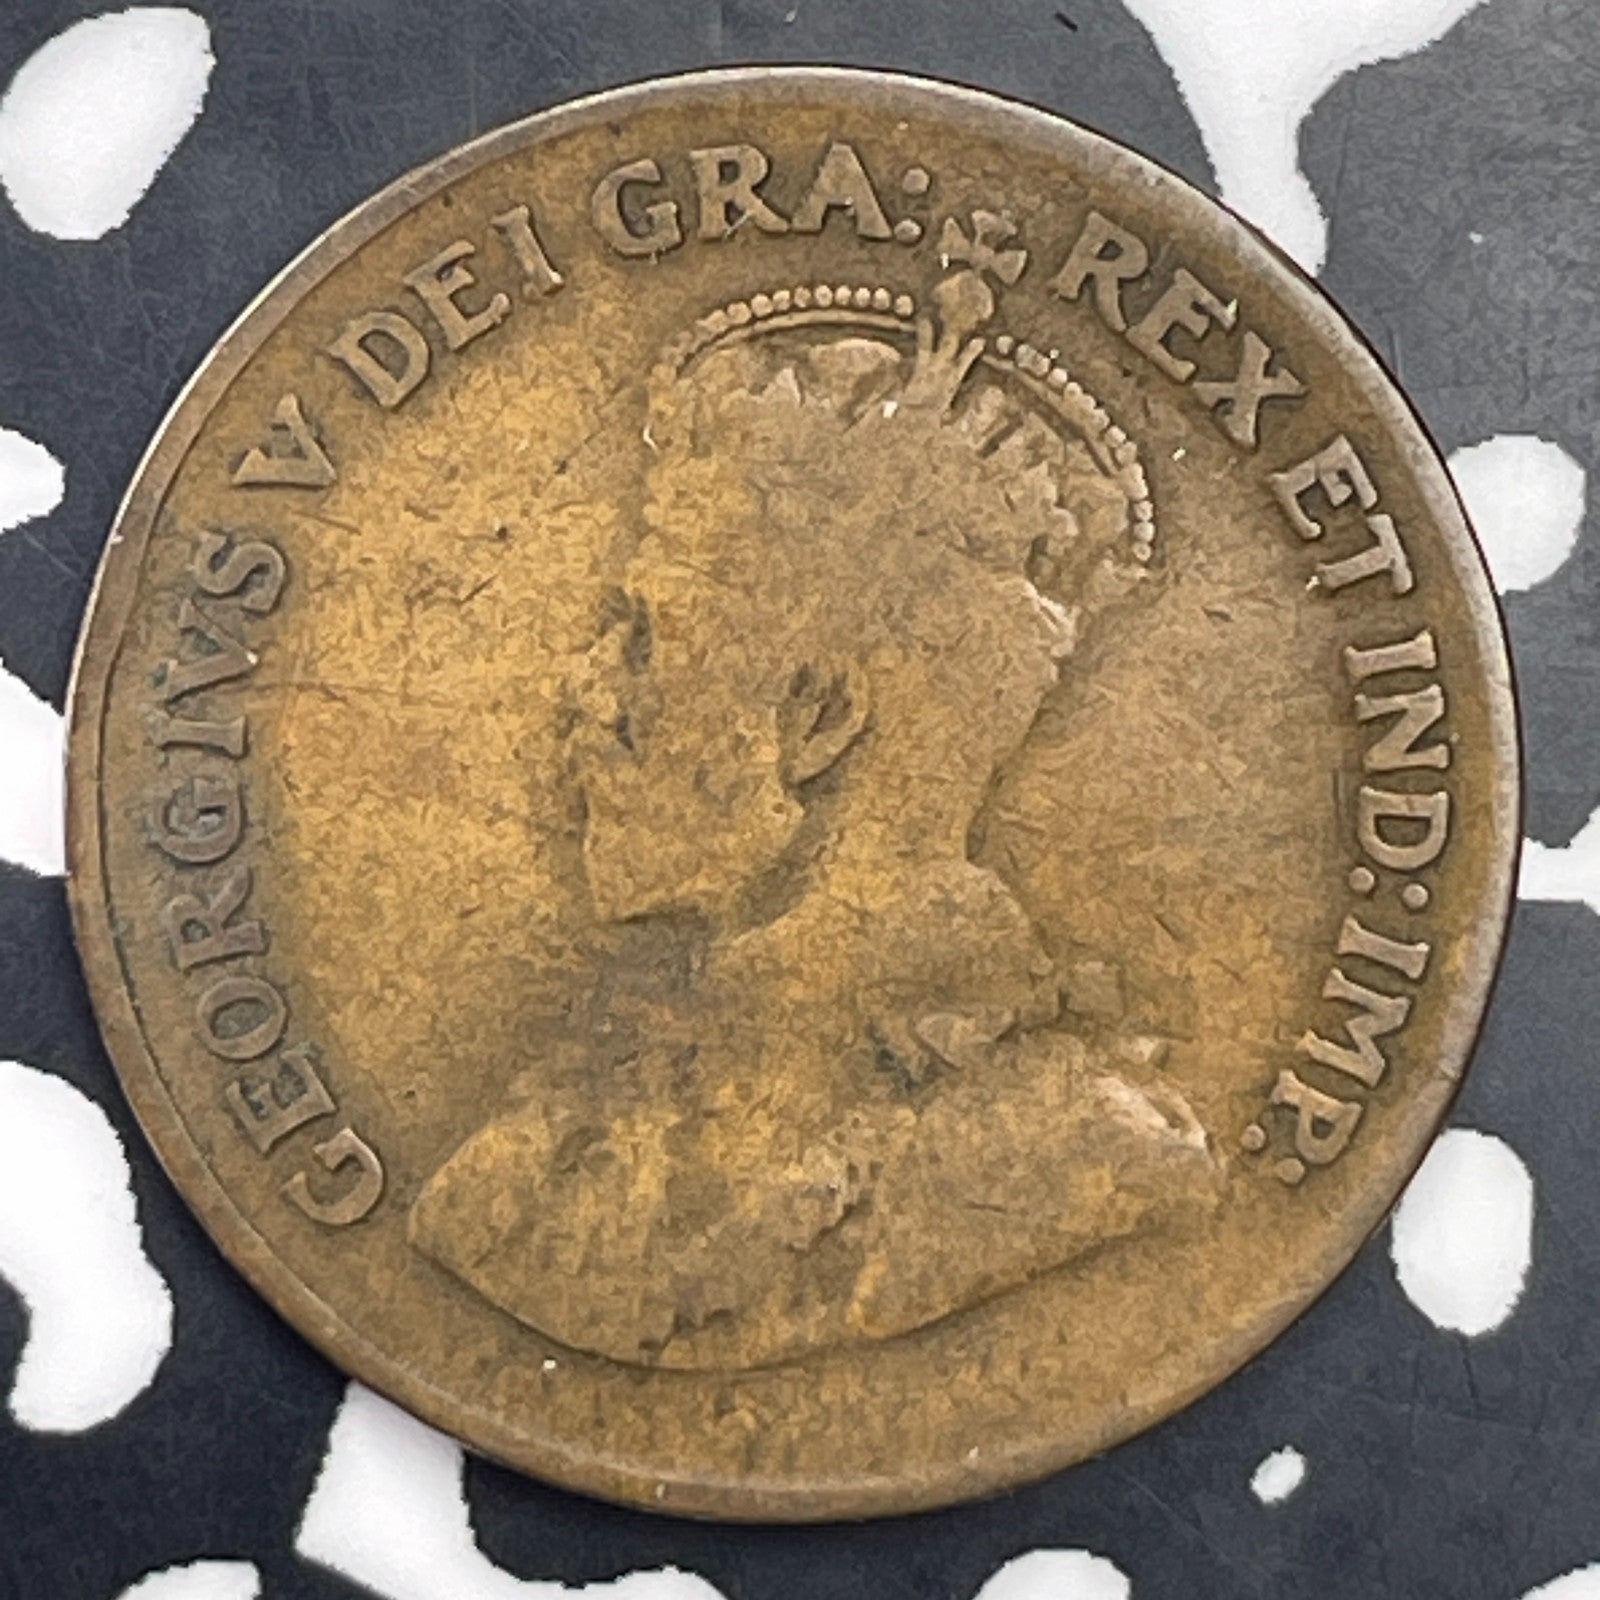 GEORGIVS V DEI GRA: REX ET IND: IMP: